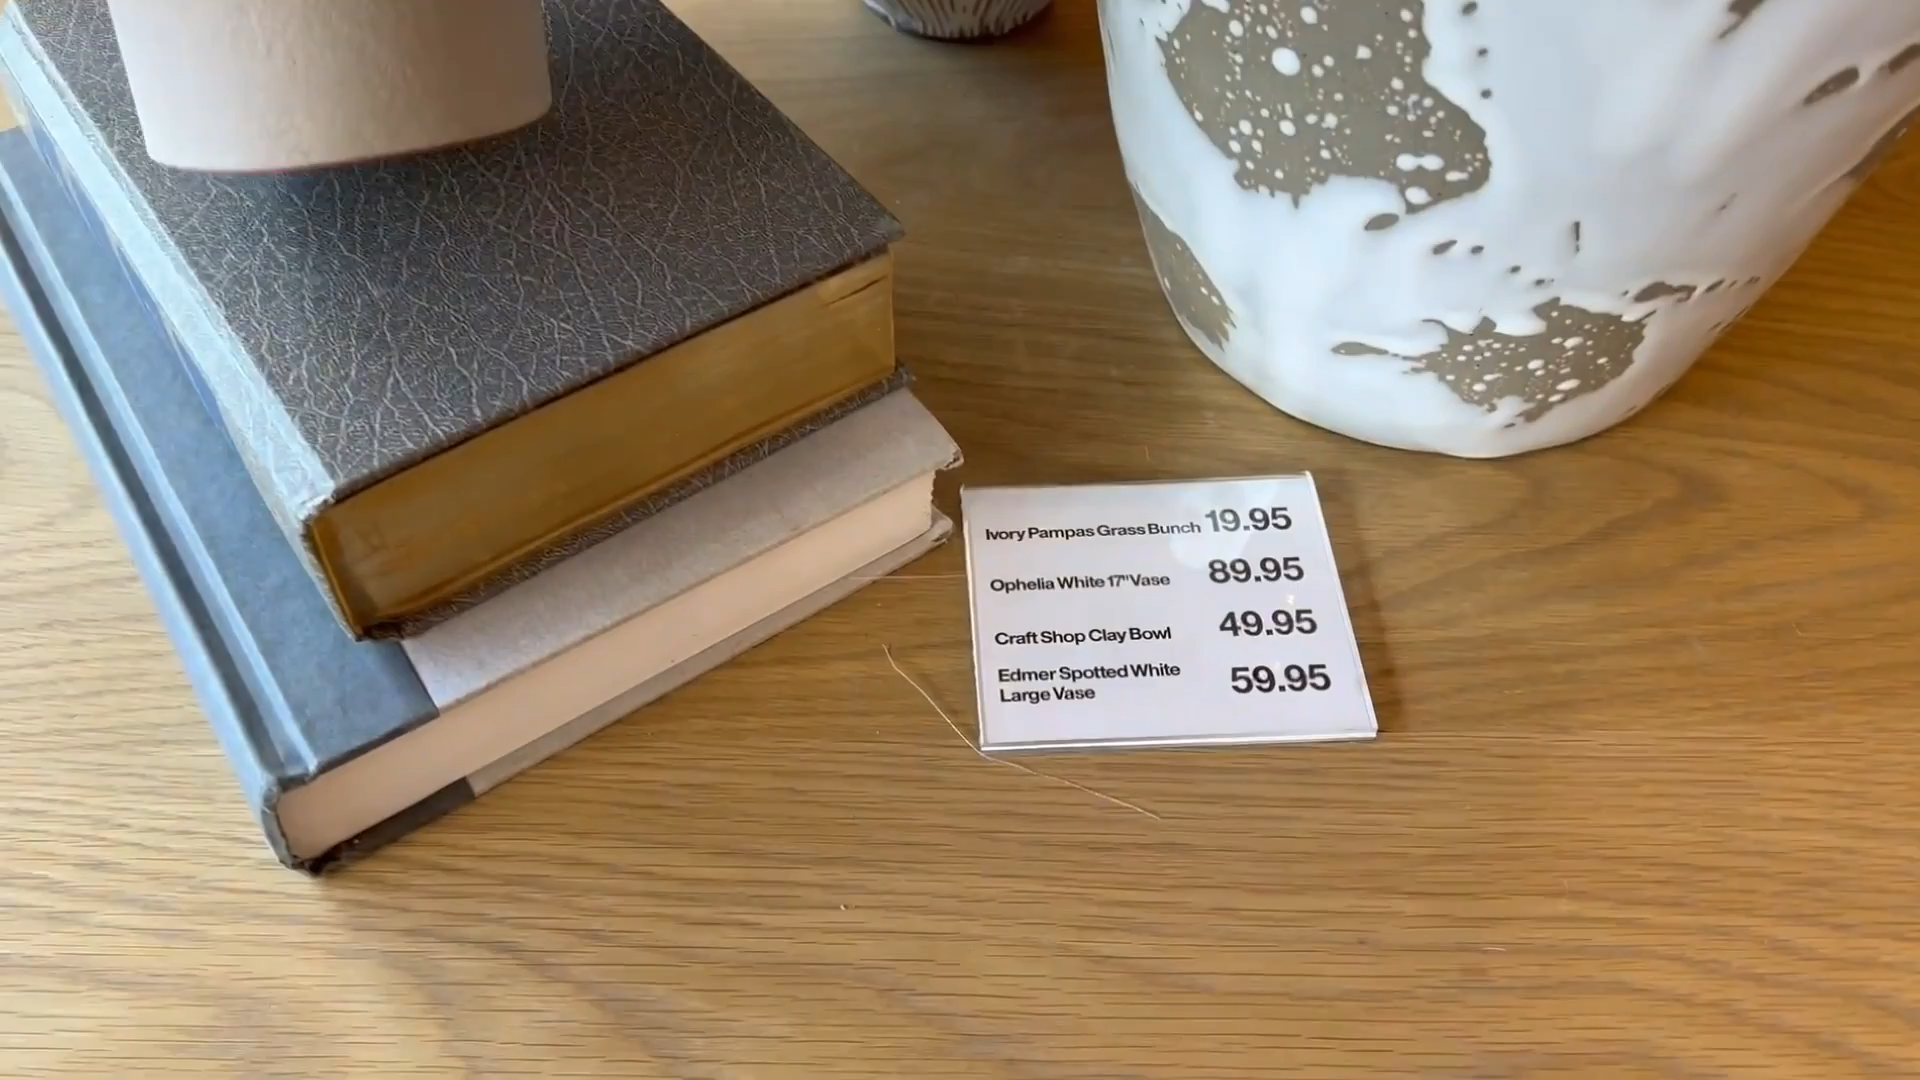 Ivory Pampas Grass Bunch 19.95
Ophelia White 17" Vase 89.95
Craft Shop Clay Bowl 49.95
Edmer Spotted White
Large Vase 59.95